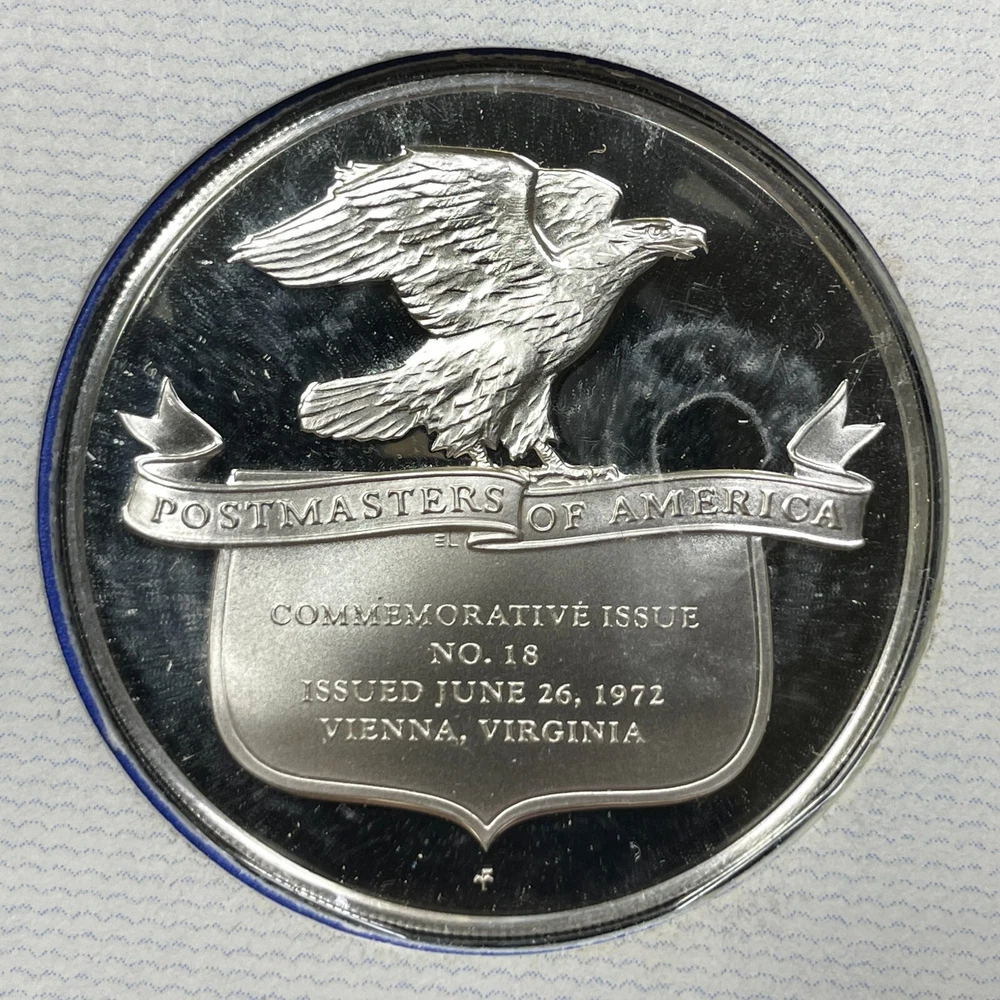 POSTMASTERS OF AMERICA
EL
COMMEMORATIVE ISSUE
NO. 18
ISSUED JUNE 26, 1972
VIENNA, VIRGINIA